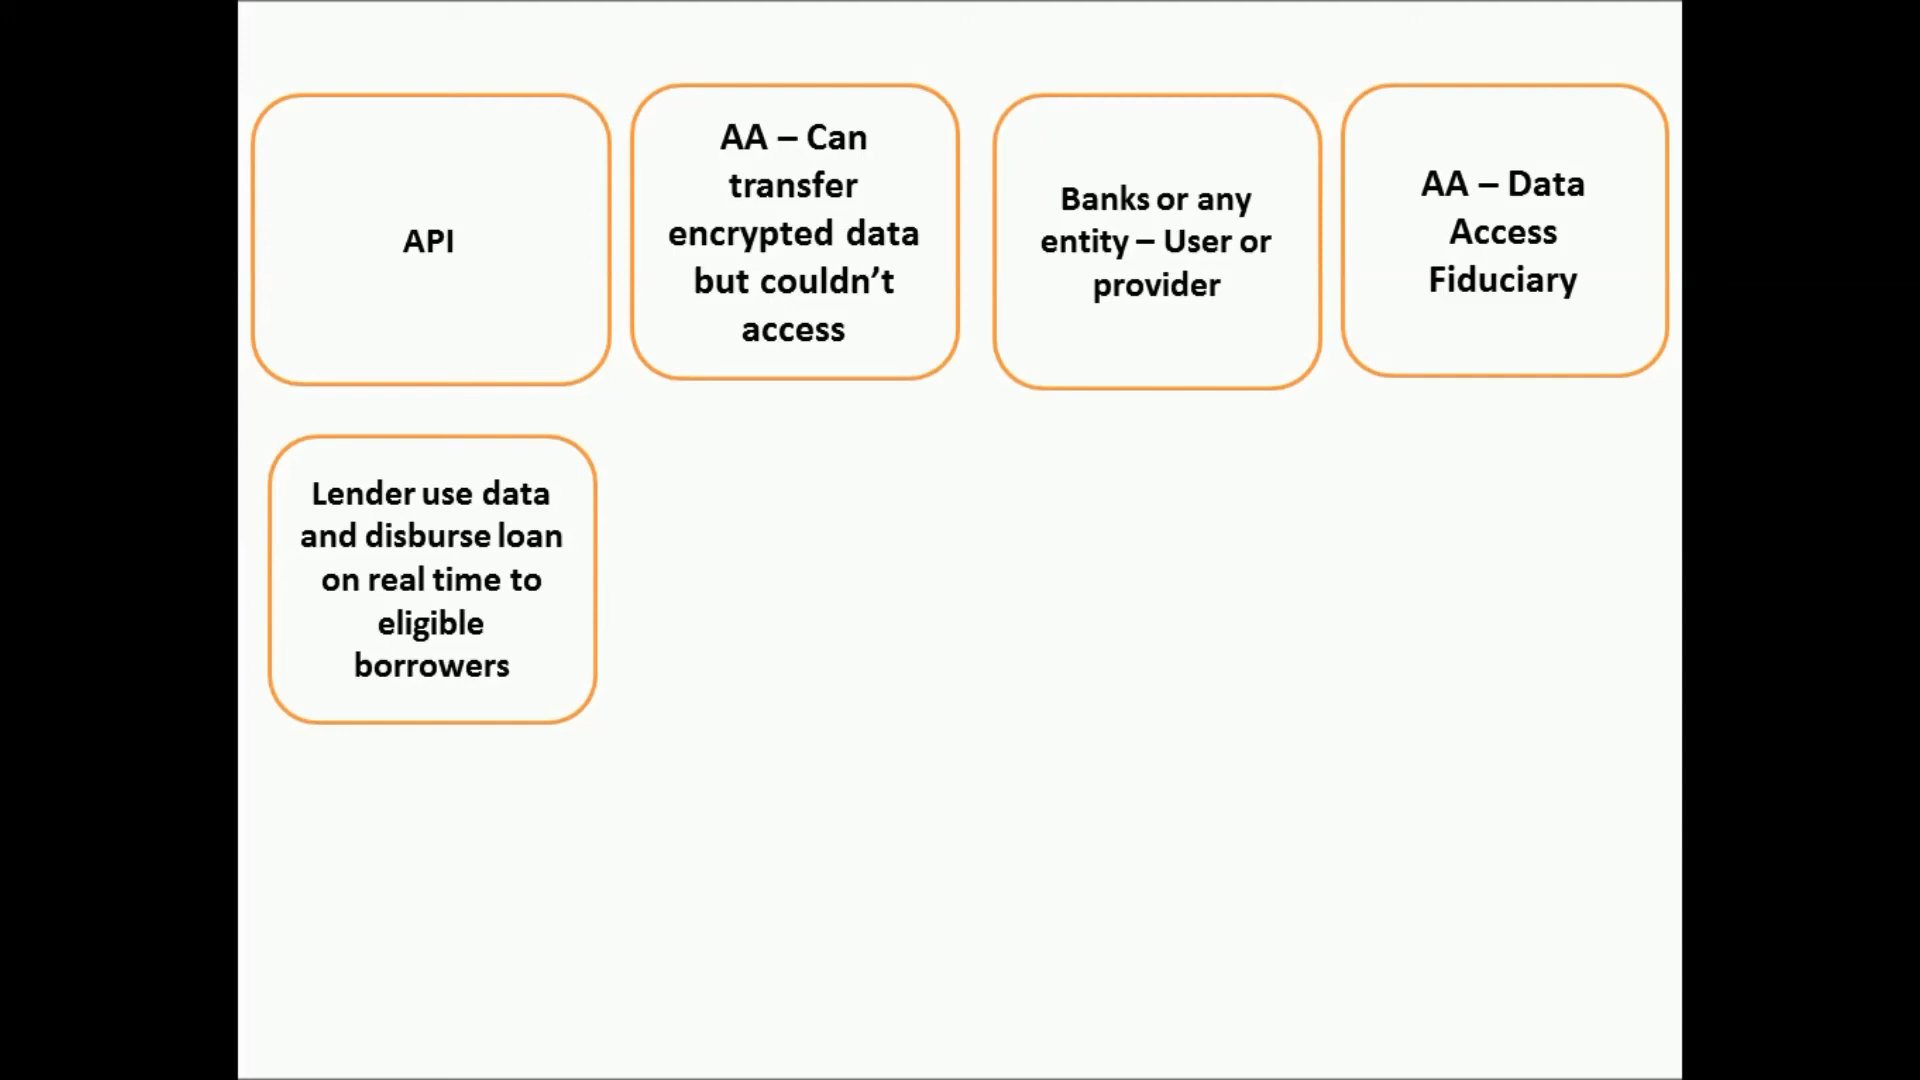 API
AA – Can
transfer
encrypted data
but couldn’t
access
Banks or any
entity – User or
provider
AA – Data
Access
Fiduciary
Lender use data
and disburse loan
on real time to
eligible
borrowers